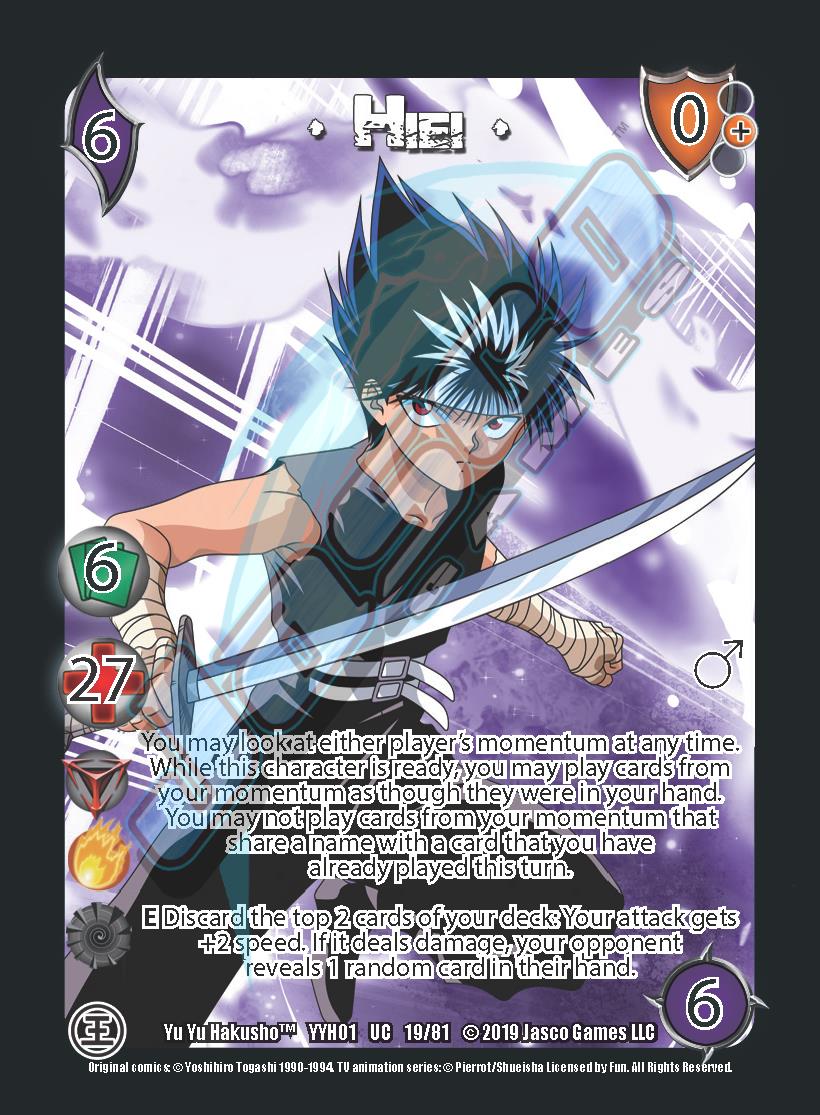 6
• Hiei •
0
+
TM
6
27
You may look at either player's momentum at any time.
While this character is ready, you may play cards from
your momentum as though they were in your hand.
You may not play cards from your momentum that
share a name with a card that you have
already played this turn.
E Discard the top 2 cards of your deck: Your attack gets
+2 speed. If it deals damage, your opponent
reveals 1 random card in their hand.
6
王
Yu Yu Hakusho™ YYH01 UC 19/81 © 2019 Jasco Games LLC
Original comics: © Yoshihiro Togashi 1990-1994. TV animation series: © Pierrot/Shueisha Licensed by Fun. All Rights Reserved.